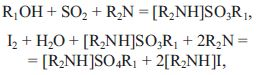 R₁OH + SO₂ + R₂N = [R₂NH]SO₃R₁,
I₂ + H₂O + [R₂NH]SO₃R₁ + 2R₂N =
= [R₂NH]SO₄R₁ + 2[R₂NH]I,